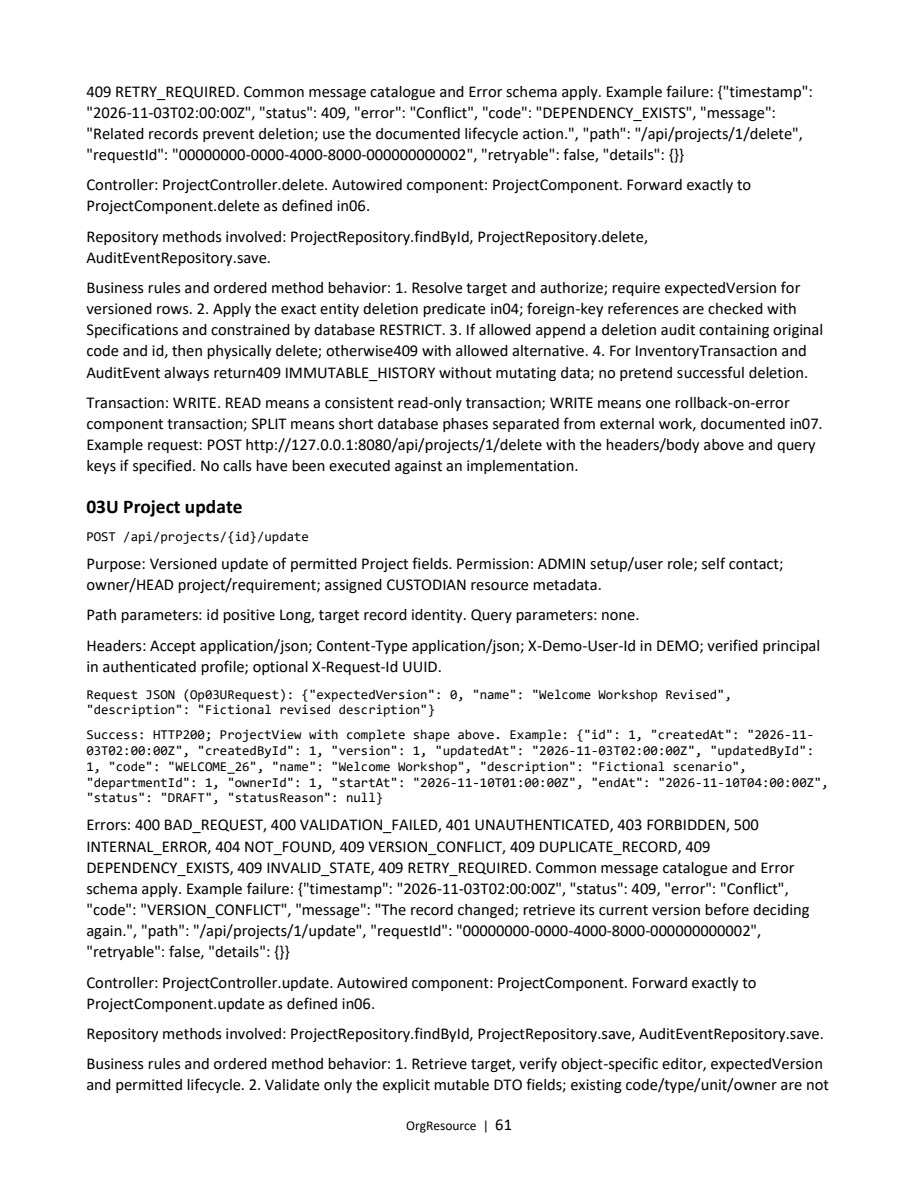 409 RETRY_REQUIRED. Common message catalogue and Error schema apply. Example failure: {"timestamp":
"2026-11-03T02:00:00Z", "status": 409, "error": "Conflict", "code": "DEPENDENCY_EXISTS", "message":
"Related records prevent deletion; use the documented lifecycle action.", "path": "/api/projects/1/delete",
"requestId": "00000000-0000-4000-8000-000000000002", "retryable": false, "details": {}}
Controller: ProjectController.delete. Autowired component: ProjectComponent. Forward exactly to
ProjectComponent.delete as defined in06.
Repository methods involved: ProjectRepository.findById, ProjectRepository.delete,
AuditEventRepository.save.
Business rules and ordered method behavior: 1. Resolve target and authorize; require expectedVersion for
versioned rows. 2. Apply the exact entity deletion predicate in04; foreign-key references are checked with
Specifications and constrained by database RESTRICT. 3. If allowed append a deletion audit containing original
code and id, then physically delete; otherwise409 with allowed alternative. 4. For InventoryTransaction and
AuditEvent always return409 IMMUTABLE_HISTORY without mutating data; no pretend successful deletion.
Transaction: WRITE. READ means a consistent read-only transaction; WRITE means one rollback-on-error
component transaction; SPLIT means short database phases separated from external work, documented in07.
Example request: POST http://127.0.0.1:8080/api/projects/1/delete with the headers/body above and query
keys if specified. No calls have been executed against an implementation.
03U Project update
POST /api/projects/{id}/update
Purpose: Versioned update of permitted Project fields. Permission: ADMIN setup/user role; self contact;
owner/HEAD project/requirement; assigned CUSTODIAN resource metadata.
Path parameters: id positive Long, target record identity. Query parameters: none.
Headers: Accept application/json; Content-Type application/json; X-Demo-User-Id in DEMO; verified principal
in authenticated profile; optional X-Request-Id UUID.
Request JSON (Op03URequest): {"expectedVersion": 0, "name": "Welcome Workshop Revised",
"description": "Fictional revised description"}
Success: HTTP200; ProjectView with complete shape above. Example: {"id": 1, "createdAt": "2026-11-
03T02:00:00Z", "createdById": 1, "version": 1, "updatedAt": "2026-11-03T02:00:00Z", "updatedById":
1, "code": "WELCOME_26", "name": "Welcome Workshop", "description": "Fictional scenario",
"departmentId": 1, "ownerId": 1, "startAt": "2026-11-10T01:00:00Z", "endAt": "2026-11-10T04:00:00Z",
"status": "DRAFT", "statusReason": null}
Errors: 400 BAD_REQUEST, 400 VALIDATION_FAILED, 401 UNAUTHENTICATED, 403 FORBIDDEN, 500
INTERNAL_ERROR, 404 NOT_FOUND, 409 VERSION_CONFLICT, 409 DUPLICATE_RECORD, 409
DEPENDENCY_EXISTS, 409 INVALID_STATE, 409 RETRY_REQUIRED. Common message catalogue and Error
schema apply. Example failure: {"timestamp": "2026-11-03T02:00:00Z", "status": 409, "error": "Conflict",
"code": "VERSION_CONFLICT", "message": "The record changed; retrieve its current version before deciding
again.", "path": "/api/projects/1/update", "requestId": "00000000-0000-4000-8000-000000000002",
"retryable": false, "details": {}}
Controller: ProjectController.update. Autowired component: ProjectComponent. Forward exactly to
ProjectComponent.update as defined in06.
Repository methods involved: ProjectRepository.findById, ProjectRepository.save, AuditEventRepository.save.
Business rules and ordered method behavior: 1. Retrieve target, verify object-specific editor, expectedVersion
and permitted lifecycle. 2. Validate only the explicit mutable DTO fields; existing code/type/unit/owner are not
OrgResource | 61